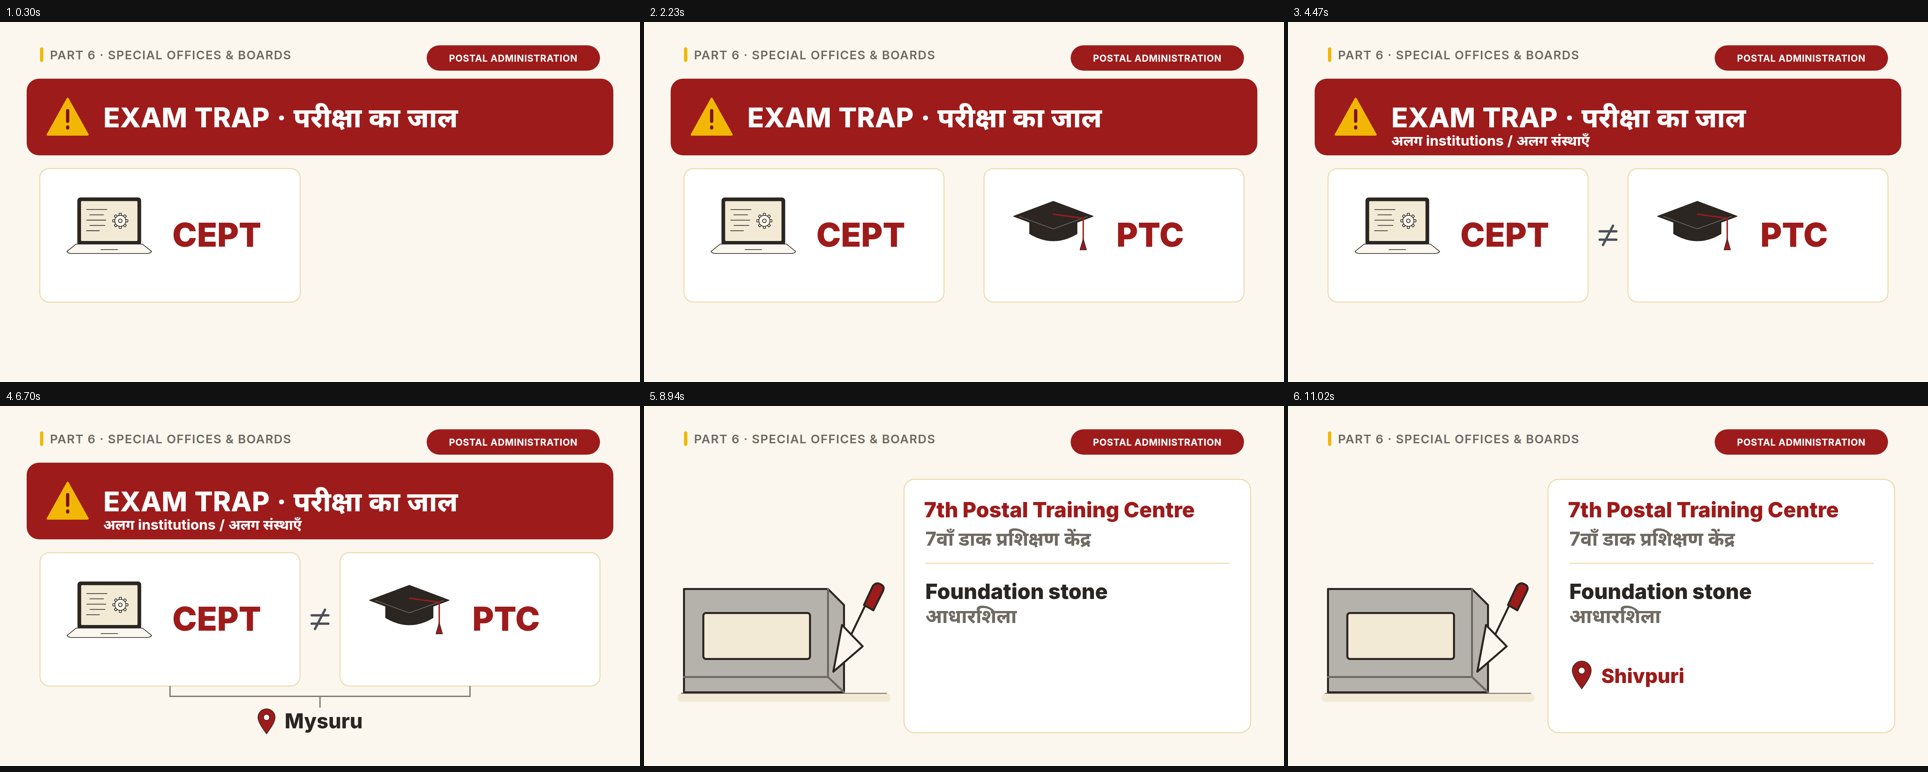 1. 0.30s
PART 6 · SPECIAL OFFICES & BOARDS
POSTAL ADMINISTRATION
EXAM TRAP · परीक्षा का जाल
CEPT
2. 2.23s
PART 6 · SPECIAL OFFICES & BOARDS
POSTAL ADMINISTRATION
EXAM TRAP · परीक्षा का जाल
CEPT
PTC
3. 4.47s
PART 6 · SPECIAL OFFICES & BOARDS
POSTAL ADMINISTRATION
EXAM TRAP · परीक्षा का जाल
अलग institutions / अलग संस्थाएँ
CEPT ≠ PTC
4. 6.70s
PART 6 · SPECIAL OFFICES & BOARDS
POSTAL ADMINISTRATION
EXAM TRAP · परीक्षा का जाल
अलग institutions / अलग संस्थाएँ
CEPT ≠ PTC
Mysuru
5. 8.94s
PART 6 · SPECIAL OFFICES & BOARDS
POSTAL ADMINISTRATION
7th Postal Training Centre
7वाँ डाक प्रशिक्षण केंद्र
Foundation stone
आधारशिला
6. 11.02s
PART 6 · SPECIAL OFFICES & BOARDS
POSTAL ADMINISTRATION
7th Postal Training Centre
7वाँ डाक प्रशिक्षण केंद्र
Foundation stone
आधारशिला
Shivpuri